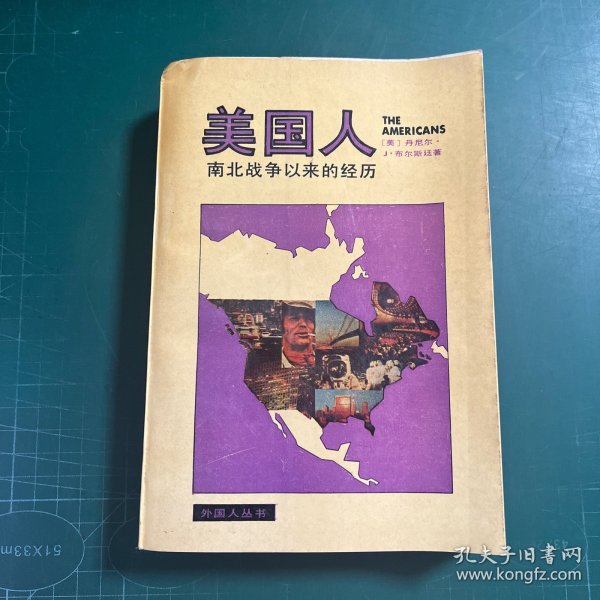 美国人
THE
AMERICANS
[美]丹尼尔·
J·布尔斯廷著
南北战争以来的经历
外国人丛书
51X33m
孔夫子旧书网
www.kongfz.com